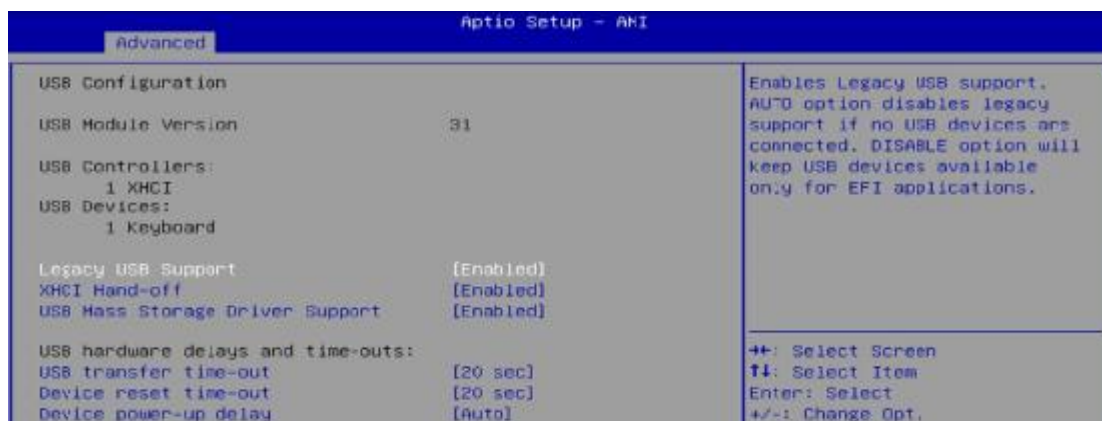 Aptio Setup - AMI
Advanced
USB Configuration
USB Module Version 31
USB Controllers:
1 XHCI
USB Devices:
1 Keyboard
Legacy USB Support [Enabled]
XHCI Hand-off [Enabled]
USB Mass Storage Driver Support [Enabled]
USB hardware delays and time-outs:
USB transfer time-out [20 sec]
Device reset time-out [20 sec]
Device power-up delay [Auto]
Enables Legacy USB support.
AUTO option disables legacy
support if no USB devices are
connected. DISABLE option will
keep USB devices available
only for EFI applications.
→←: Select Screen
↑↓: Select Item
Enter: Select
+/-: Change Opt.